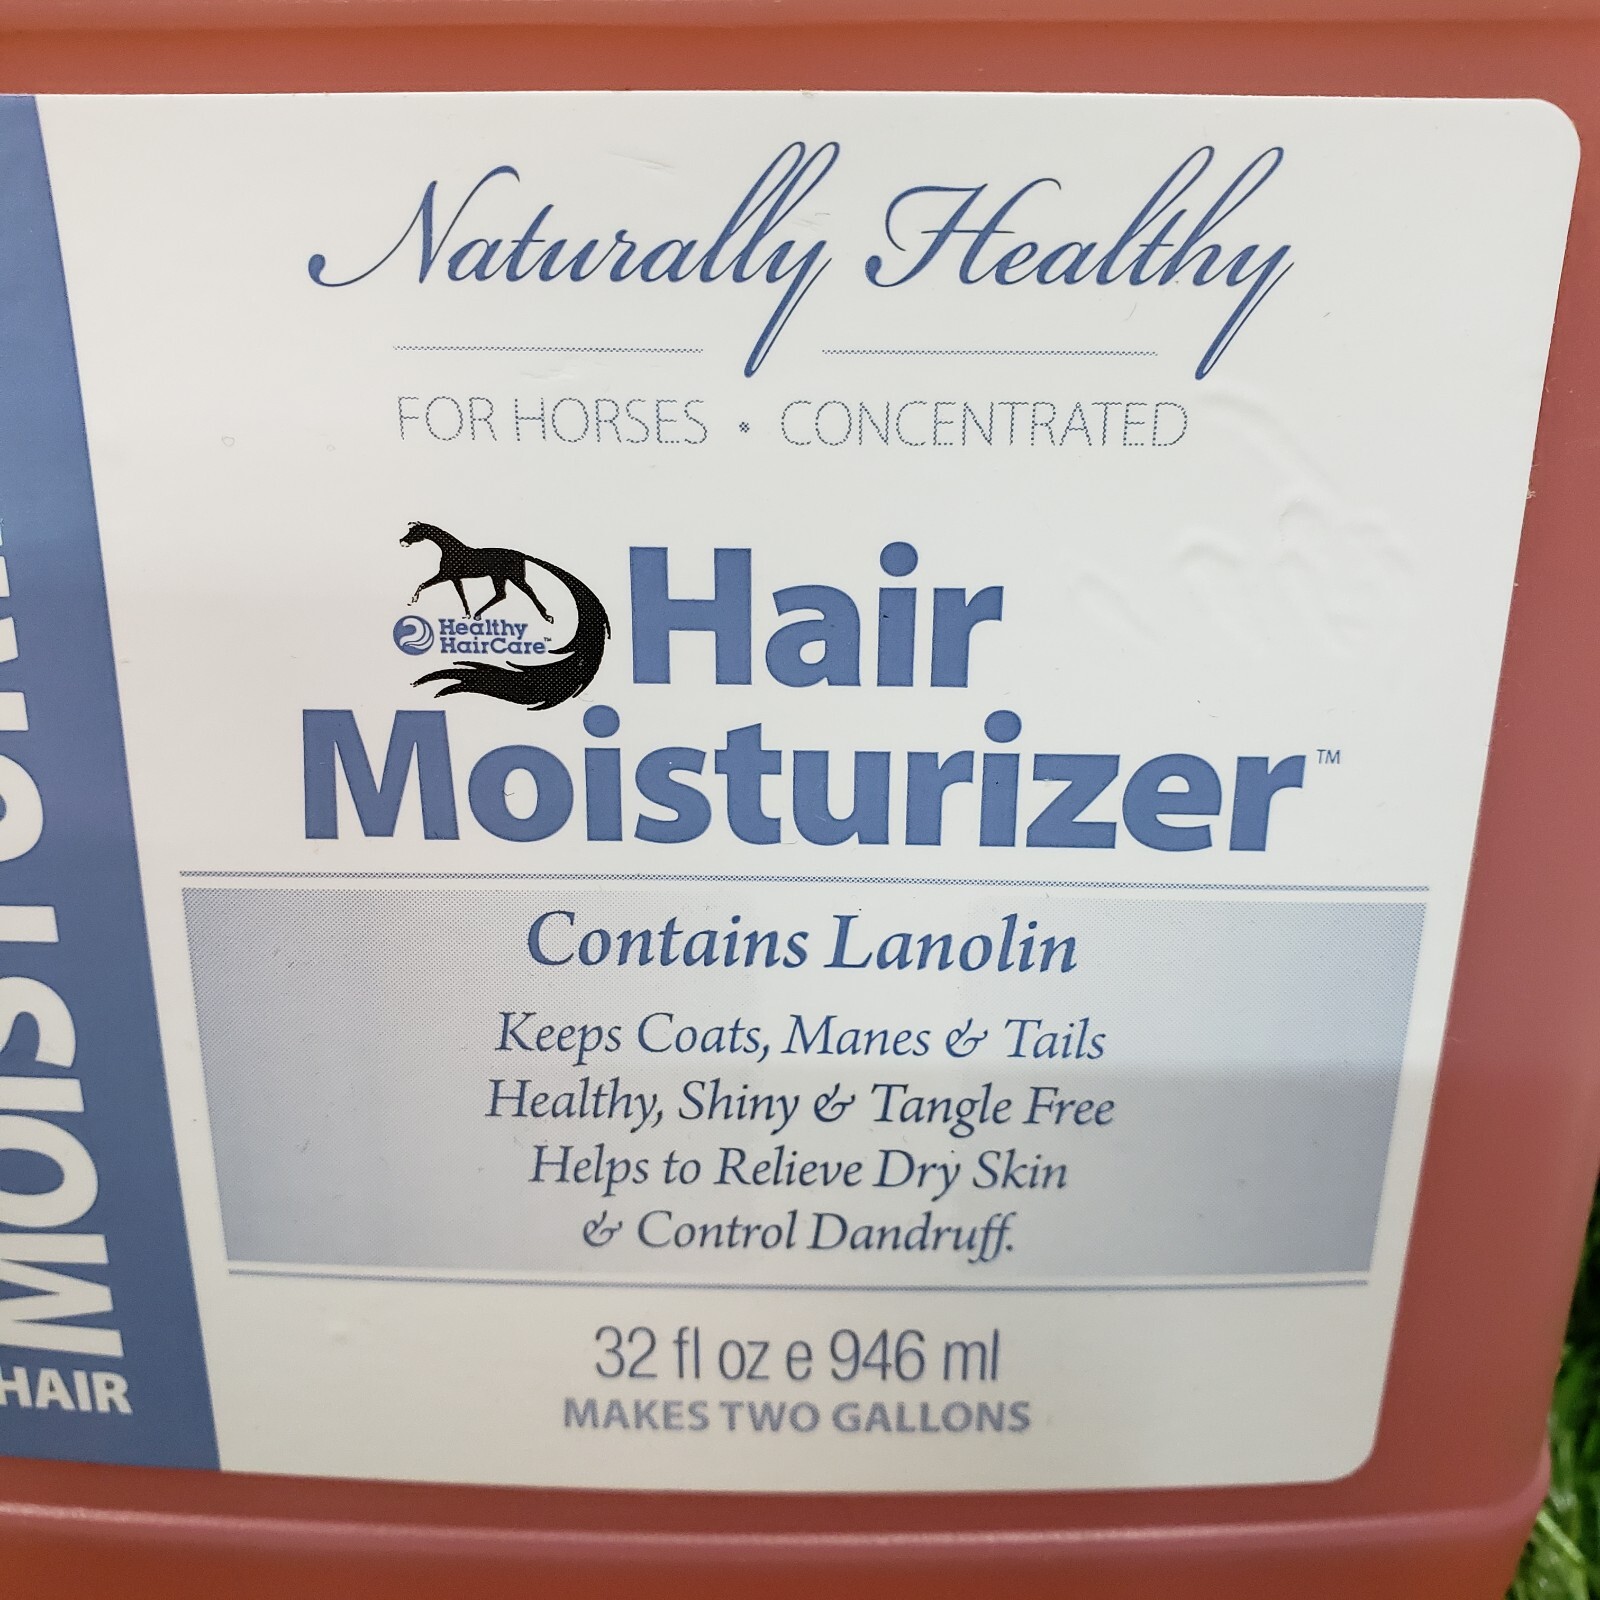 Naturally Healthy
FOR HORSES • CONCENTRATED
Healthy
HairCare™
Hair
Moisturizer™
Contains Lanolin
Keeps Coats, Manes & Tails
Healthy, Shiny & Tangle Free
Helps to Relieve Dry Skin
& Control Dandruff.
32 fl oz e 946 ml
MAKES TWO GALLONS
HAIR